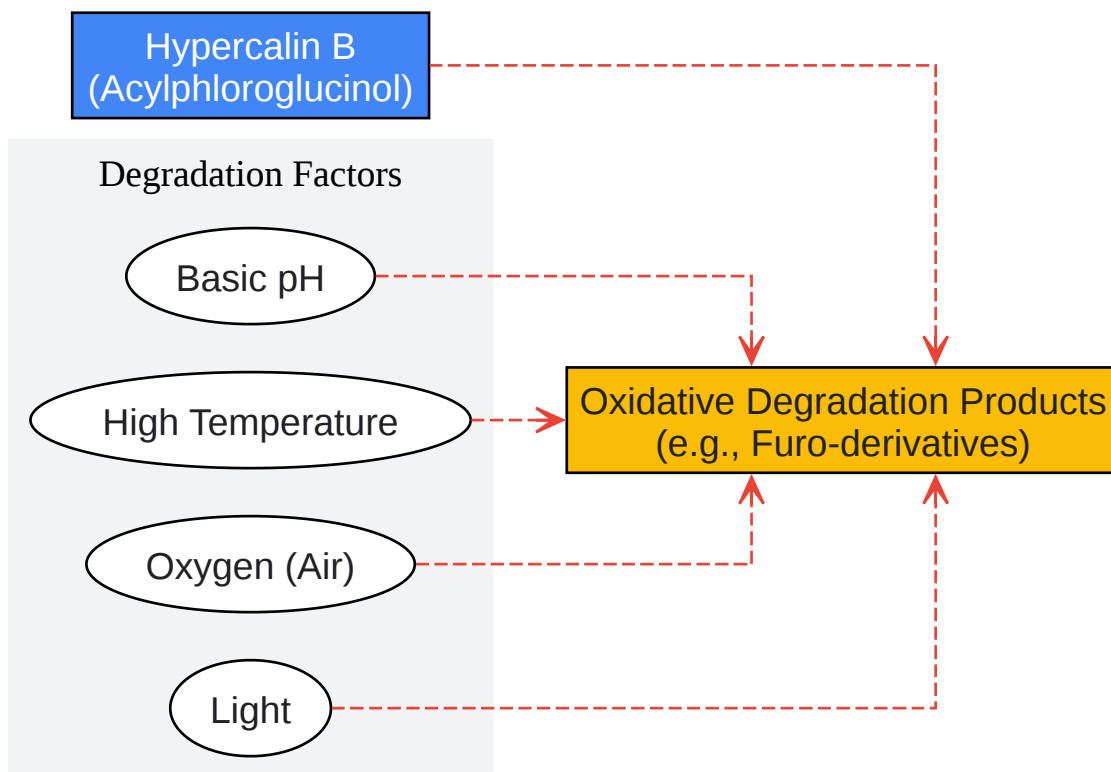 Hypercalin B
(Acylphloroglucinol)
Degradation Factors
Basic pH
High Temperature
Oxidative Degradation Products
(e.g., Furo-derivatives)
Oxygen (Air)
Light